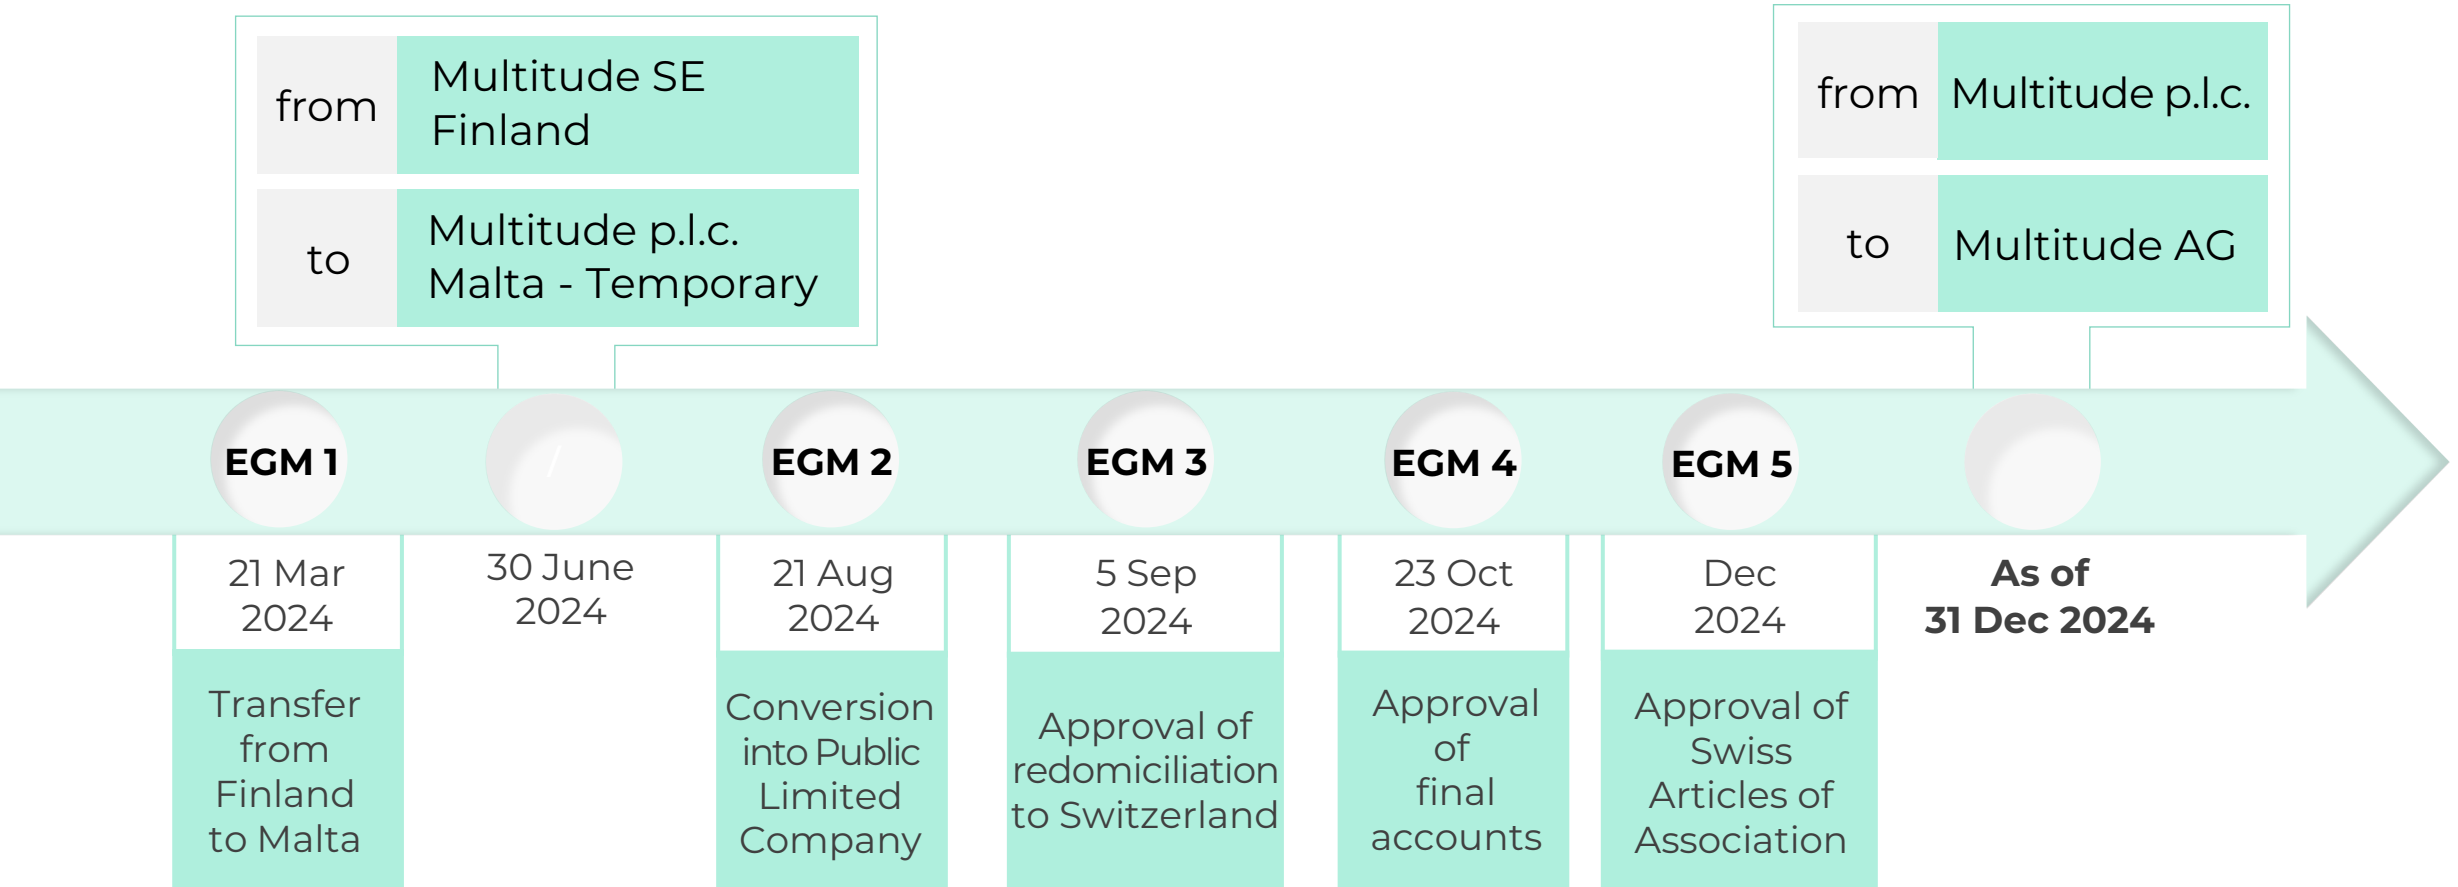 from
Multitude SE
Finland
to
Multitude p.l.c.
Malta - Temporary
from
Multitude p.l.c.
to
Multitude AG
EGM 1
/
EGM 2
EGM 3
EGM 4
EGM 5
21 Mar
2024
30 June
2024
21 Aug
2024
5 Sep
2024
23 Oct
2024
Dec
2024
As of
31 Dec 2024
Transfer
from
Finland
to Malta
Conversion
into Public
Limited
Company
Approval of
redomiciliation
to Switzerland
Approval
of
final
accounts
Approval of
Swiss
Articles of
Association